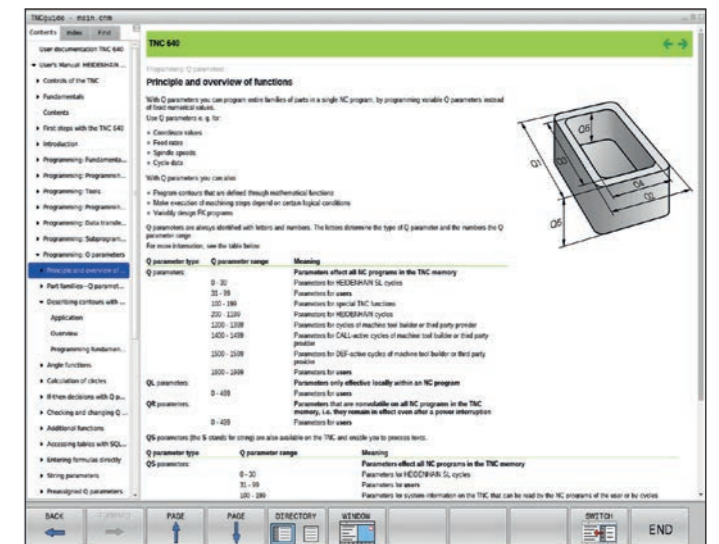 TNCguide - main.chm
Contents Index Find
User documentation TNC 640
User's Manual HEIDENHAIN ...
Controls of the TNC
Fundamentals
Contents
First steps with the TNC 640
Introduction
Programming: Fundamenta...
Programming: Programmin...
Programming: Tools
Programming: Programmin...
Programming: Data transfe...
Programming: Subprogram...
Programming: Q parameters
Principle and overview of ...
Part families—Q paramet...
Describing contours with ...
Application
Overview
Programming fundamen...
Angle functions
Calculation of circles
If-then decisions with Q p...
Checking and changing Q ...
Additional functions
Accessing tables with SQL...
Entering formulas directly
String parameters
Preassigned Q parameters
TNC 640
Programming: Q parameters
Principle and overview of functions
With Q parameters you can program entire families of parts in a single NC program, by programming variable Q parameters instead
of fixed numerical values.
Use Q parameters e. g. for:
Coordinate values
Feed rates
Spindle speeds
Cycle data
With Q parameters you can also:
Program contours that are defined through mathematical functions
Make execution of machining steps depend on certain logical conditions
Variably design FK programs
Q parameters are always identified with letters and numbers. The letters determine the type of Q parameter and the numbers the Q
parameter range.
For more information, see the table below:
Q parameter type Q parameter range Meaning
Q parameters: Parameters effect all NC programs in the TNC memory
0 - 30 Parameters for HEIDENHAIN SL cycles
31 - 99 Parameters for users
100 - 199 Parameters for special TNC functions
200 - 1199 Parameters for HEIDENHAIN cycles
1200 - 1399 Parameters for cycles of machine tool builder or third party provider
1400 - 1499 Parameters for CALL-active cycles of machine tool builder or third party
provider
1500 - 1599 Parameters for DEF-active cycles of machine tool builder or third party
provider
1600 - 1999 Parameters for users
QL parameters: Parameters only effective locally within an NC program
0 - 499 Parameters for users
QR parameters: Parameters that are nonvolatile on all NC programs in the TNC
memory, i.e. they remain in effect even after a power interruption
0 - 499 Parameters for users
QS parameters (the S stands for string) are also available on the TNC and enable you to process texts.
Q parameter type Q parameter range Meaning
QS parameters: Parameters effect all NC programs in the TNC memory
0 - 30 Parameters for HEIDENHAIN SL cycles
31 - 99 Parameters for users
100 - 199 Parameters for system information on the TNC that can be read by the NC programs of the user or by cycles
Q6
Q1
Q3
Q4
Q2
Q5
BACK
FORWARD
PAGE
PAGE
DIRECTORY
WINDOW
SWITCH
END